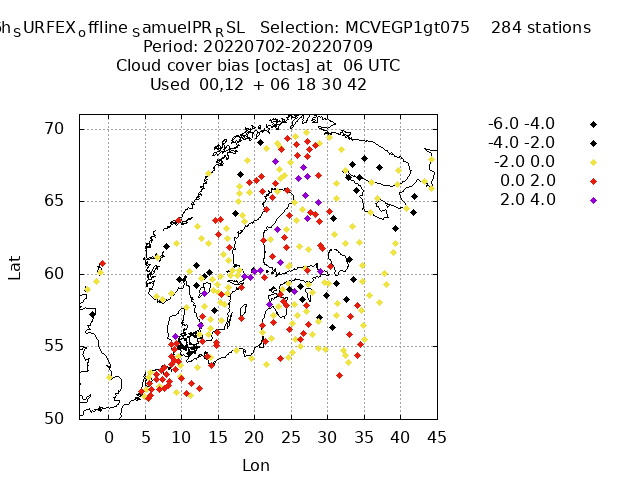 SURFEX_offline_SamuelPR_RSL Selection: MCVEGP1gt075 284 stations
Period: 20220702-20220709
Cloud cover bias [octas] at 06 UTC
Used 00,12 + 06 18 30 42
-6.0 -4.0
-4.0 -2.0
-2.0 0.0
0.0 2.0
2.0 4.0
70
65
60
55
50
Lat
0 5 10 15 20 25 30 35 40 45
Lon